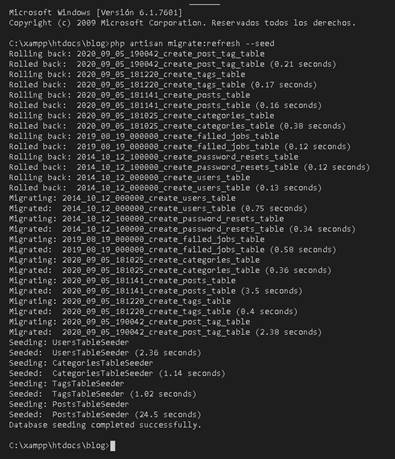 Microsoft Windows [Versión 6.1.7601]
Copyright (c) 2009 Microsoft Corporation. Reservados todos los derechos.
C:\xampp\htdocs\blog>php artisan migrate:refresh --seed
Rolling back: 2020_09_05_190042_create_post_tag_table
Rolled back:  2020_09_05_190042_create_post_tag_table (0.21 seconds)
Rolling back: 2020_09_05_181220_create_tags_table
Rolled back:  2020_09_05_181220_create_tags_table (0.17 seconds)
Rolling back: 2020_09_05_181141_create_posts_table
Rolled back:  2020_09_05_181141_create_posts_table (0.16 seconds)
Rolling back: 2020_09_05_181025_create_categories_table
Rolled back:  2020_09_05_181025_create_categories_table (0.38 seconds)
Rolling back: 2019_08_19_000000_create_failed_jobs_table
Rolled back:  2019_08_19_000000_create_failed_jobs_table (0.12 seconds)
Rolling back: 2014_10_12_100000_create_password_resets_table
Rolled back:  2014_10_12_100000_create_password_resets_table (0.12 seconds)
Rolling back: 2014_10_12_000000_create_users_table
Rolled back:  2014_10_12_000000_create_users_table (0.13 seconds)
Migrating: 2014_10_12_000000_create_users_table
Migrated:  2014_10_12_000000_create_users_table (0.75 seconds)
Migrating: 2014_10_12_100000_create_password_resets_table
Migrated:  2014_10_12_100000_create_password_resets_table (0.34 seconds)
Migrating: 2019_08_19_000000_create_failed_jobs_table
Migrated:  2019_08_19_000000_create_failed_jobs_table (0.58 seconds)
Migrating: 2020_09_05_181025_create_categories_table
Migrated:  2020_09_05_181025_create_categories_table (0.36 seconds)
Migrating: 2020_09_05_181141_create_posts_table
Migrated:  2020_09_05_181141_create_posts_table (3.5 seconds)
Migrating: 2020_09_05_181220_create_tags_table
Migrated:  2020_09_05_181220_create_tags_table (0.4 seconds)
Migrating: 2020_09_05_190042_create_post_tag_table
Migrated:  2020_09_05_190042_create_post_tag_table (2.38 seconds)
Seeding: UsersTableSeeder
Seeded:  UsersTableSeeder (2.36 seconds)
Seeding: CategoriesTableSeeder
Seeded:  CategoriesTableSeeder (1.14 seconds)
Seeding: TagsTableSeeder
Seeded:  TagsTableSeeder (1.02 seconds)
Seeding: PostsTableSeeder
Seeded:  PostsTableSeeder (24.5 seconds)
Database seeding completed successfully.
C:\xampp\htdocs\blog>